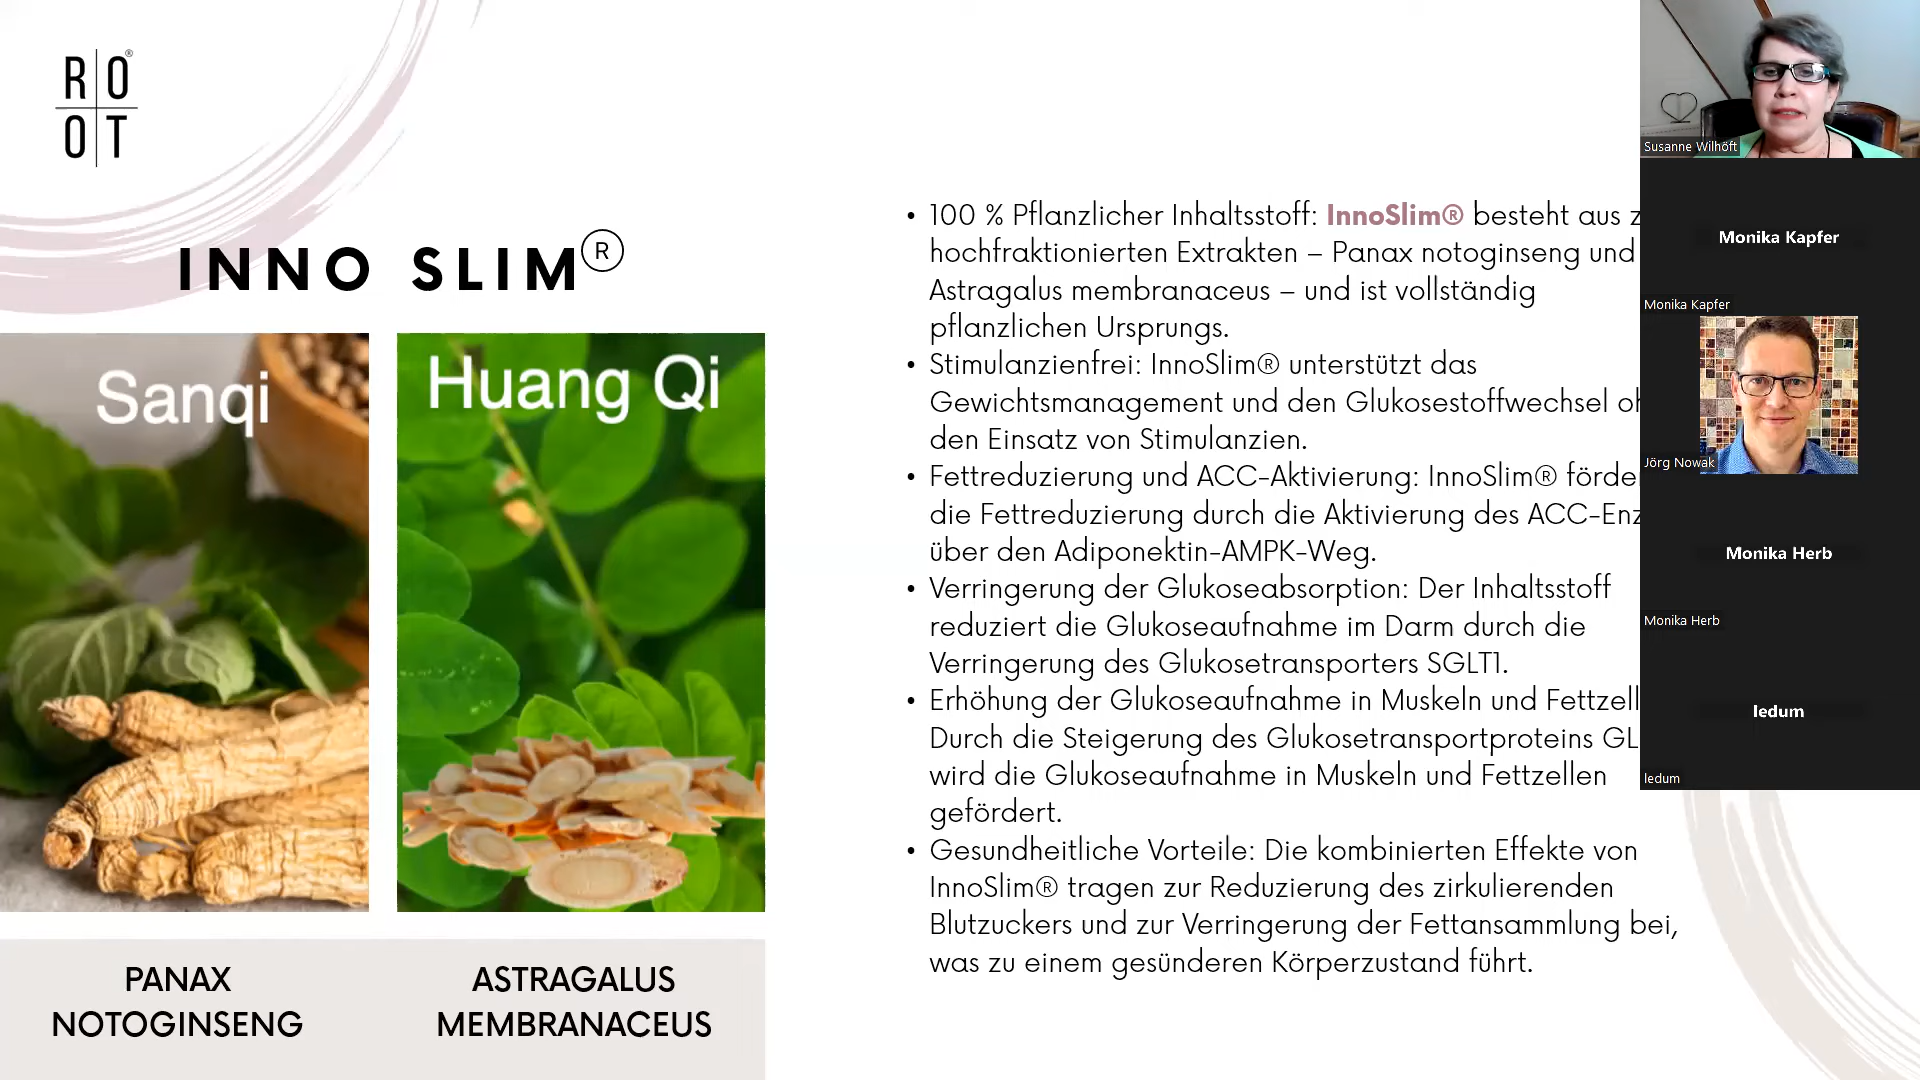 R O®
O T
INNO SLIM®
Sanqi
Huang Qi
PANAX
NOTOGINSENG
ASTRAGALUS
MEMBRANACEUS
• 100 % Pflanzlicher Inhaltsstoff: InnoSlim® besteht aus
hochfraktionierten Extrakten – Panax notoginseng und
Astragalus membranaceus – und ist vollständig
pflanzlichen Ursprungs.
• Stimulanzienfrei: InnoSlim® unterstützt das
Gewichtsmanagement und den Glukosestoffwechsel
den Einsatz von Stimulanzien.
• Fettreduzierung und ACC-Aktivierung: InnoSlim®
die Fettreduzierung durch die Aktivierung des
über den Adiponektin-AMPK-Weg.
• Verringerung der Glukoseabsorption: Der Inhaltsstoff
reduziert die Glukoseaufnahme im Darm durch die
Verringerung des Glukosetransporters SGLT1.
• Erhöhung der Glukoseaufnahme in Muskeln und
Durch die Steigerung des Glukosetransportproteins
wird die Glukoseaufnahme in Muskeln und Fettzellen
gefördert.
• Gesundheitliche Vorteile: Die kombinierten Effekte von
InnoSlim® tragen zur Reduzierung des zirkulierenden
Blutzuckers und zur Verringerung der Fettansammlung bei,
was zu einem gesünderen Körperzustand führt.
Susanne Wilhöft
Monika Kapfer
Monika Kapfer
Jörg Nowak
Monika Herb
Monika Herb
ledum
ledum